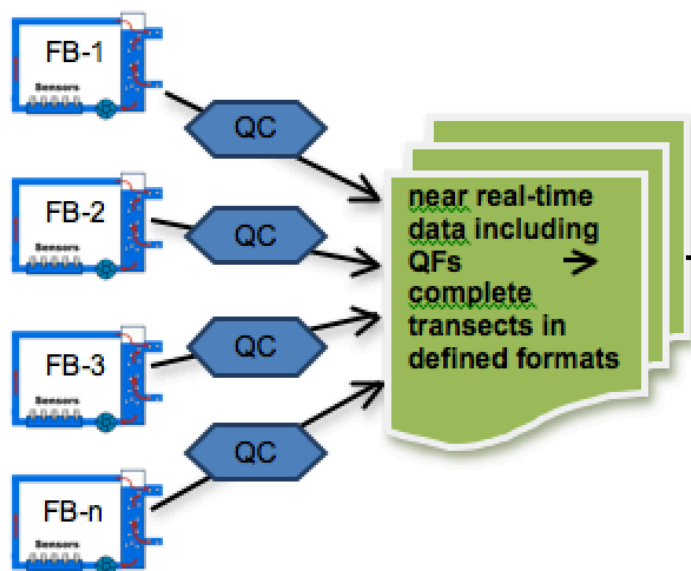 FB-1
Sensors
QC
FB-2
Sensors
QC
FB-3
Sensors
QC
FB-n
Sensors
QC
near real-time
data including
QFs
complete
transects in
defined formats